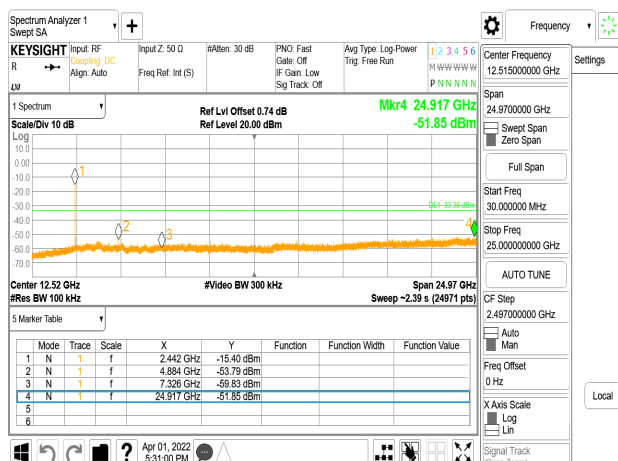 Spectrum Analyzer 1
Swept SA
Frequency
KEYSIGHT
R
Input: RF
Coupling: DC
Align: Auto
Input Z: 50 Ω
Freq Ref: Int (S)
#Atten: 30 dB
PNO: Fast
Gate: Off
IF Gain: Low
Sig Track: Off
Avg Type: Log-Power
Trig: Free Run
1 2 3 4 5 6
M W W W W W
P N N N N N
1 Spectrum
Scale/Div 10 dB
Ref Lvl Offset 0.74 dB
Ref Level 20.00 dBm
Mkr4 24.917 GHz
-51.85 dBm
Log
10.0
0.00
-10.0
-20.0
-30.0
-40.0
-50.0
-60.0
-70.0
1
2
3
4
DL1 -33.30 dBm
Center 12.52 GHz
#Res BW 100 kHz
#Video BW 300 kHz
Span 24.97 GHz
Sweep ~2.39 s (24971 pts)
5 Marker Table
Mode Trace Scale X Y Function Function Width Function Value
1 N 1 f 2.442 GHz -15.40 dBm
2 N 1 f 4.884 GHz -53.79 dBm
3 N 1 f 7.326 GHz -59.83 dBm
4 N 1 f 24.917 GHz -51.85 dBm
5
6
?
Apr 01, 2022
5:31:00 PM
Center Frequency
12.515000000 GHz
Span
24.9700000 GHz
Swept Span
Zero Span
Full Span
Start Freq
30.000000 MHz
Stop Freq
25.000000000 GHz
AUTO TUNE
CF Step
2.497000000 GHz
Auto
Man
Freq Offset
0 Hz
X Axis Scale
Log
Lin
Signal Track
Settings
Local